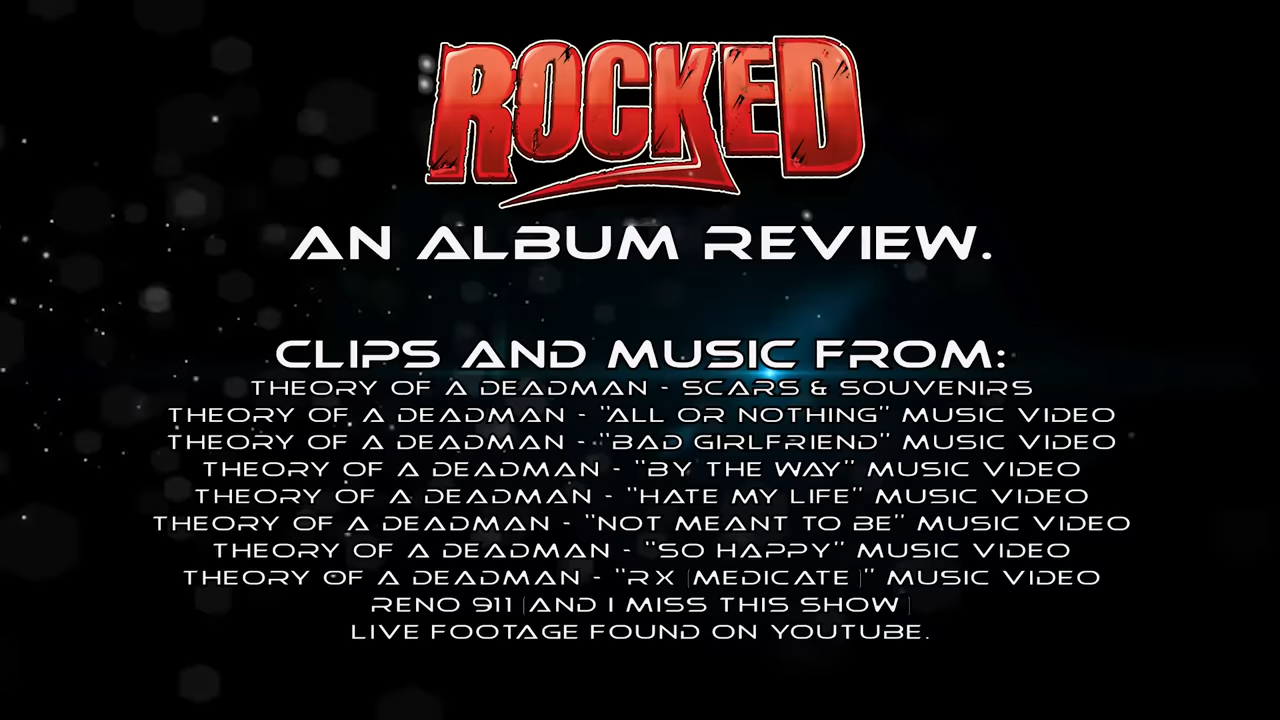 ROCKED
AN ALBUM REVIEW.
CLIPS AND MUSIC FROM:
THEORY OF A DEADMAN - SCARS & SOUVENIRS
THEORY OF A DEADMAN - "ALL OR NOTHING" MUSIC VIDEO
THEORY OF A DEADMAN - "BAD GIRLFRIEND" MUSIC VIDEO
THEORY OF A DEADMAN - "BY THE WAY" MUSIC VIDEO
THEORY OF A DEADMAN - "HATE MY LIFE" MUSIC VIDEO
THEORY OF A DEADMAN - "NOT MEANT TO BE" MUSIC VIDEO
THEORY OF A DEADMAN - "SO HAPPY" MUSIC VIDEO
THEORY OF A DEADMAN - "RX (MEDICATE)" MUSIC VIDEO
RENO 911 (AND I MISS THIS SHOW)
LIVE FOOTAGE FOUND ON YOUTUBE.